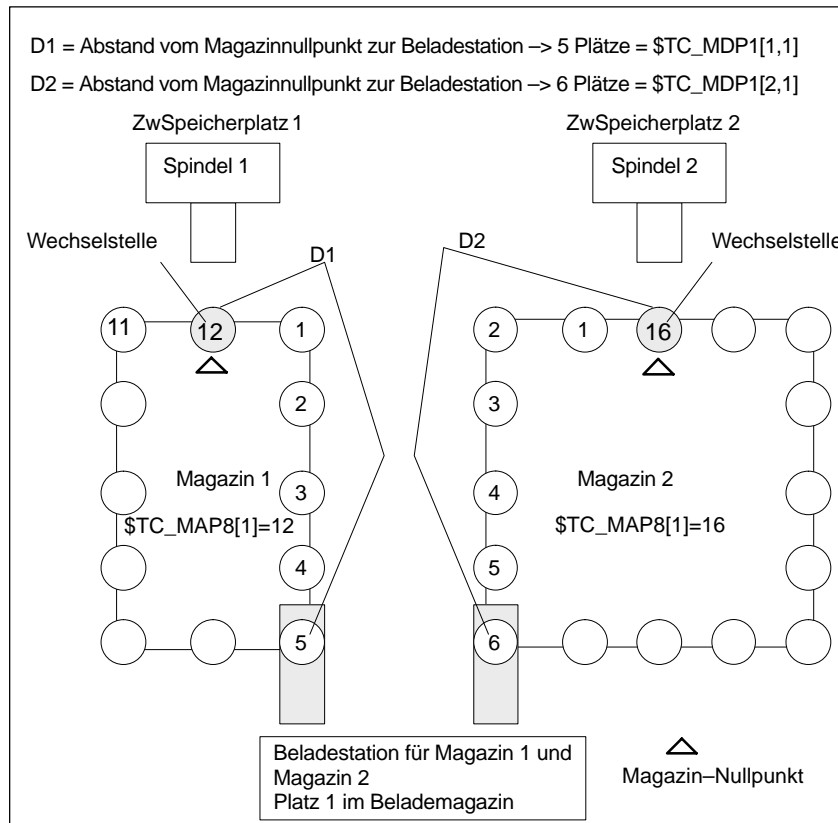 D1 = Abstand vom Magazinnullpunkt zur Beladestation –> 5 Plätze = $TC_MDP1[1,1]
D2 = Abstand vom Magazinnullpunkt zur Beladestation –> 6 Plätze = $TC_MDP1[2,1]
ZwSpeicherplatz 1
ZwSpeicherplatz 2
Spindel 1
Spindel 2
Wechselstelle
D1
D2
Wechselstelle
11
12
1
2
1
16
2
3
Magazin 1
3
4
Magazin 2
$TC_MAP8[1]=12
$TC_MAP8[1]=16
4
5
5
6
Beladestation für Magazin 1 und
Magazin 2
Platz 1 im Belademagazin
Magazin–Nullpunkt